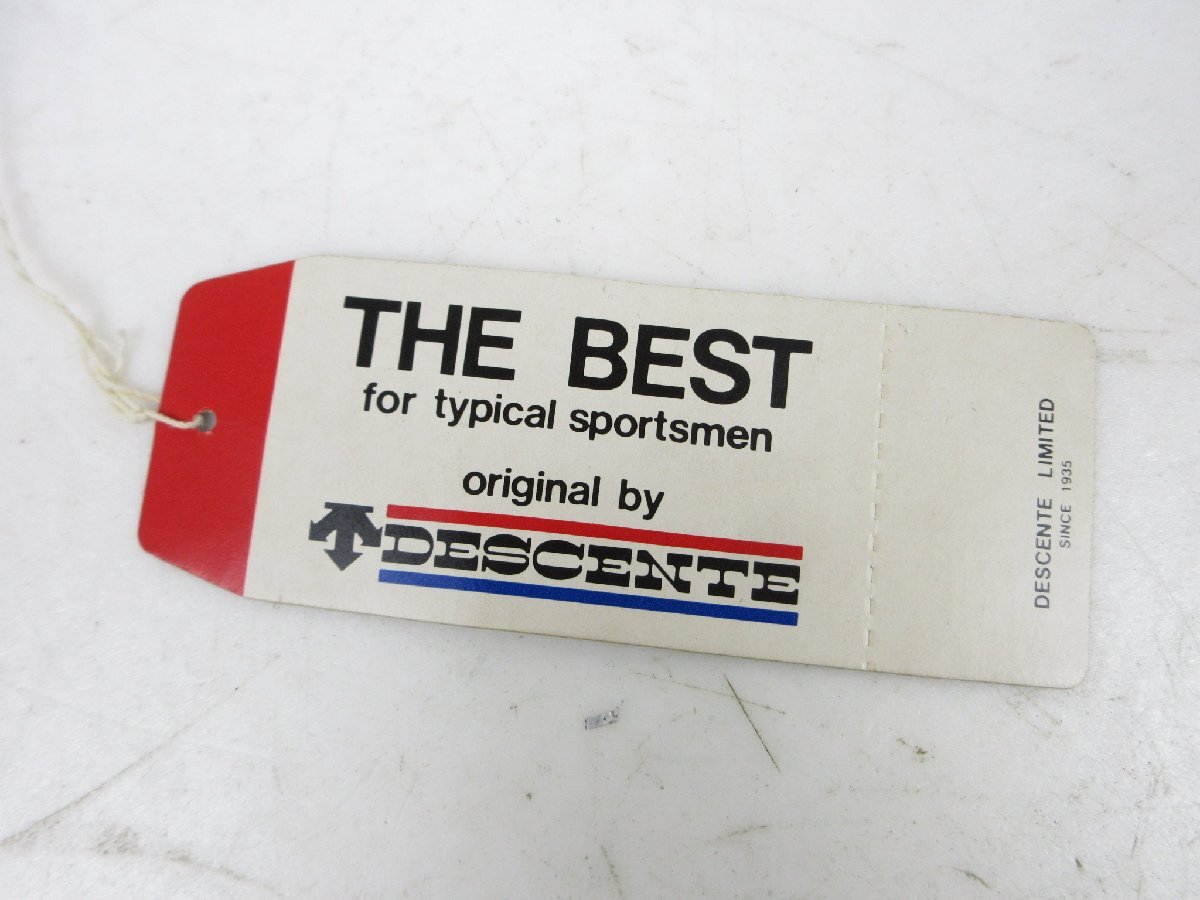 THE BEST
for typical sportsmen
original by
DESCENTE
DESCENTE LIMITED
SINCE 1935